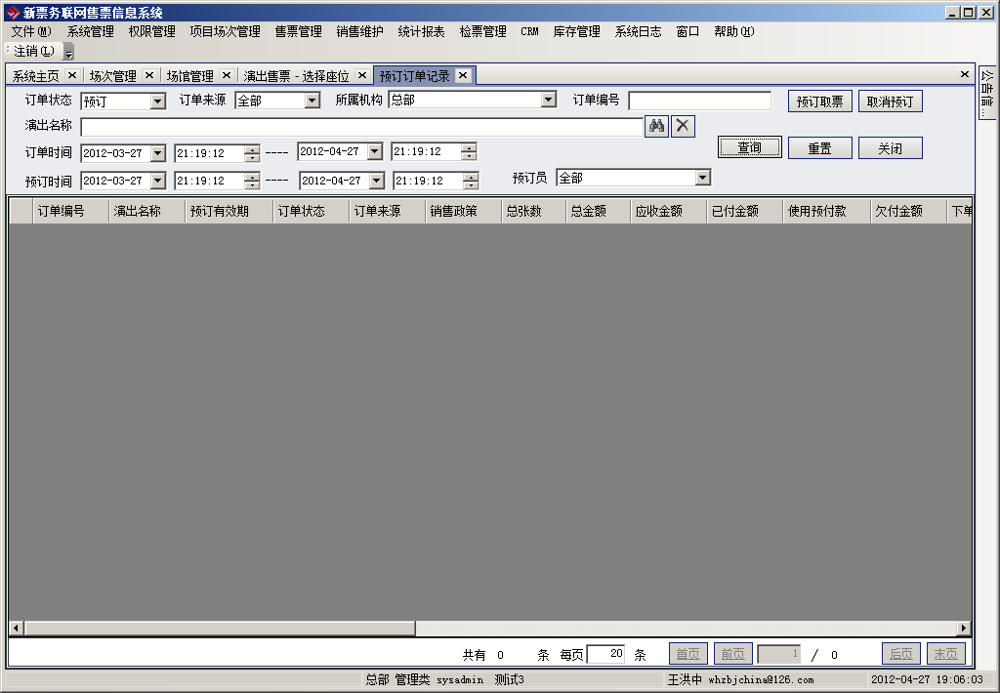 新票务联网售票信息系统
文件(M) 系统管理 权限管理 项目场次管理 售票管理 销售维护 统计报表 检票管理 CRM 库存管理 系统日志 窗口 帮助(H)
注销(L)
系统主页 场次管理 场馆管理 演出售票 - 选择座位 预订订单记录
公告信...
订单状态 预订 订单来源 全部 所属机构 总部 订单编号 预订取票 取消预订
演出名称
订单时间 2012-03-27 21:19:12 ---- 2012-04-27 21:19:12 查询 重置 关闭
预订时间 2012-03-27 21:19:12 ---- 2012-04-27 21:19:12 预订员 全部
订单编号 演出名称 预订有效期 订单状态 订单来源 销售政策 总张数 总金额 应收金额 已付金额 使用预付款 欠付金额 下单
共有 0 条 每页 20 条 首页 前页 1 / 0 后页 末页
总部 管理类 sysadmin 测试3 王洪中 whzbjchina@126.com 2012-04-27 19:06:03